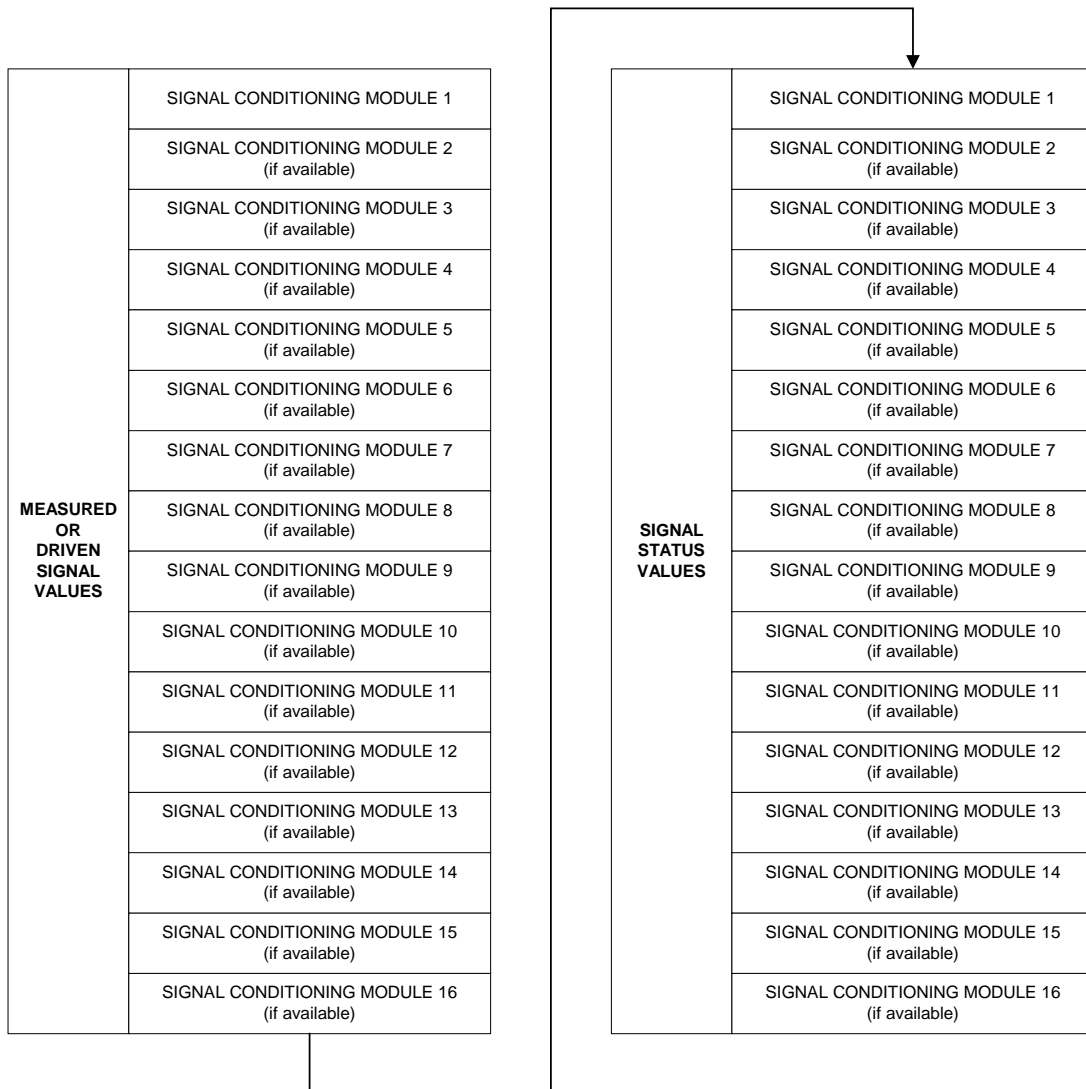 MEASURED
OR
DRIVEN
SIGNAL
VALUES
SIGNAL CONDITIONING MODULE 1
SIGNAL CONDITIONING MODULE 2
(if available)
SIGNAL CONDITIONING MODULE 3
(if available)
SIGNAL CONDITIONING MODULE 4
(if available)
SIGNAL CONDITIONING MODULE 5
(if available)
SIGNAL CONDITIONING MODULE 6
(if available)
SIGNAL CONDITIONING MODULE 7
(if available)
SIGNAL CONDITIONING MODULE 8
(if available)
SIGNAL CONDITIONING MODULE 9
(if available)
SIGNAL CONDITIONING MODULE 10
(if available)
SIGNAL CONDITIONING MODULE 11
(if available)
SIGNAL CONDITIONING MODULE 12
(if available)
SIGNAL CONDITIONING MODULE 13
(if available)
SIGNAL CONDITIONING MODULE 14
(if available)
SIGNAL CONDITIONING MODULE 15
(if available)
SIGNAL CONDITIONING MODULE 16
(if available)
SIGNAL
STATUS
VALUES
SIGNAL CONDITIONING MODULE 1
SIGNAL CONDITIONING MODULE 2
(if available)
SIGNAL CONDITIONING MODULE 3
(if available)
SIGNAL CONDITIONING MODULE 4
(if available)
SIGNAL CONDITIONING MODULE 5
(if available)
SIGNAL CONDITIONING MODULE 6
(if available)
SIGNAL CONDITIONING MODULE 7
(if available)
SIGNAL CONDITIONING MODULE 8
(if available)
SIGNAL CONDITIONING MODULE 9
(if available)
SIGNAL CONDITIONING MODULE 10
(if available)
SIGNAL CONDITIONING MODULE 11
(if available)
SIGNAL CONDITIONING MODULE 12
(if available)
SIGNAL CONDITIONING MODULE 13
(if available)
SIGNAL CONDITIONING MODULE 14
(if available)
SIGNAL CONDITIONING MODULE 15
(if available)
SIGNAL CONDITIONING MODULE 16
(if available)